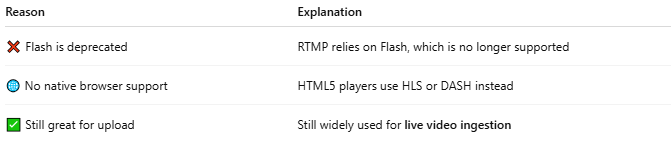 Reason Explanation
❌ Flash is deprecated RTMP relies on Flash, which is no longer supported
🌐 No native browser support HTML5 players use HLS or DASH instead
✅ Still great for upload Still widely used for live video ingestion